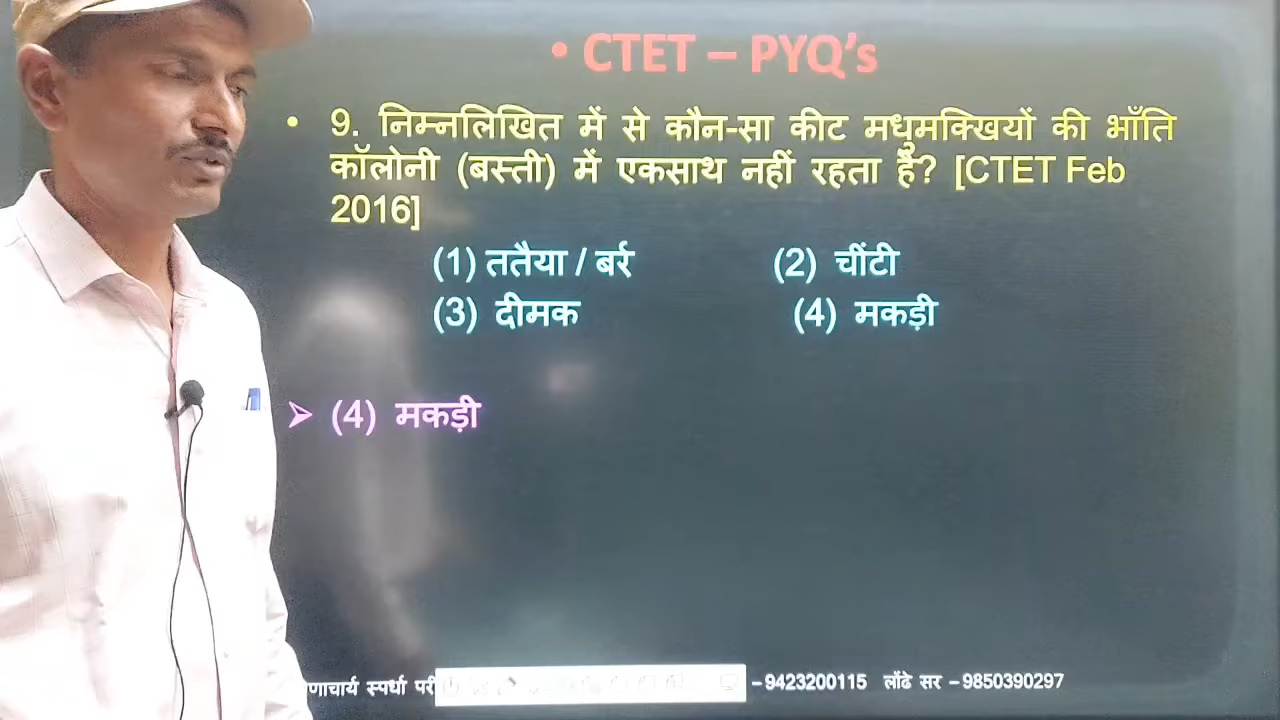 • CTET – PYQ's
• 9. निम्नलिखित में से कौन-सा कीट मधुमक्खियों की भाँति
कॉलोनी (बस्ती) में एकसाथ नहीं रहता है? [CTET Feb
2016]
(1) ततैया / बर्र (2) चींटी
(3) दीमक (4) मकड़ी
➢ (4) मकड़ी
स्पर्धा – 9423200115 लोंढे सर – 9850390297